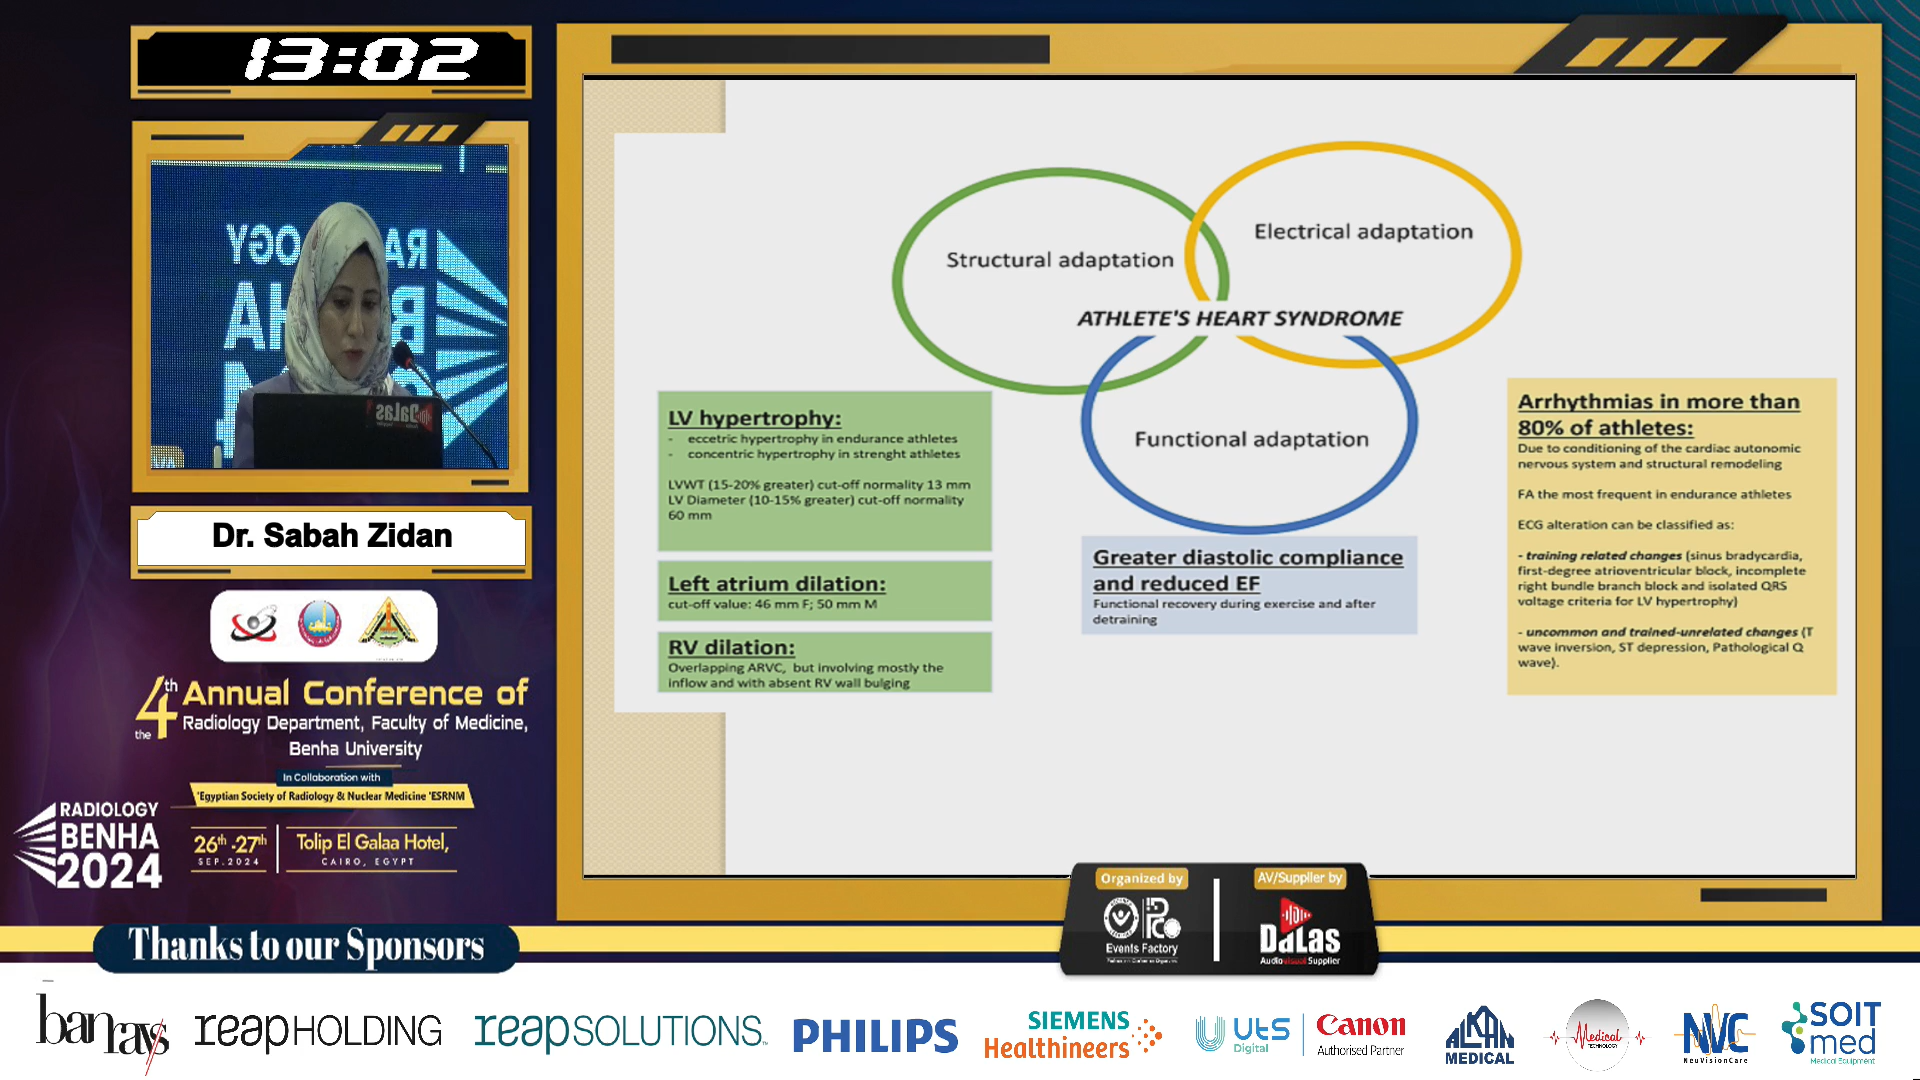 13:02
Dr. Sabah Zidan
the 4th Annual Conference of
Radiology Department, Faculty of Medicine,
Benha University
In Collaboration with
'Egyptian Society of Radiology & Nuclear Medicine 'ESRNM
RADIOLOGY
BENHA
2024
26th -27th
SEP.2024
Tolip El Galaa Hotel,
CAIRO, EGYPT
Structural adaptation
Electrical adaptation
ATHLETE'S HEART SYNDROME
Functional adaptation
LV hypertrophy:
- eccetric hypertrophy in endurance athletes
- concentric hypertrophy in strenght athletes
LVWT (15-20% greater) cut-off normality 13 mm
LV Diameter (10-15% greater) cut-off normality
60 mm
Left atrium dilation:
cut-off value: 46 mm F; 50 mm M
RV dilation:
Overlapping ARVC, but involving mostly the
inflow and with absent RV wall bulging
Greater diastolic compliance
and reduced EF
Functional recovery during exercise and after
detraining
Arrhythmias in more than
80% of athletes:
Due to conditioning of the cardiac autonomic
nervous system and structural remodeling
FA the most frequent in endurance athletes
ECG alteration can be classified as:
- training related changes (sinus bradycardia,
first-degree atrioventricular block, incomplete
right bundle branch block and isolated QRS
voltage criteria for LV hypertrophy)
- uncommon and trained-unrelated changes (T
wave inversion, ST depression, Pathological Q
wave).
Organized by
Events Factory
AV/Supplier by
DaLas
Audio visual Supplier
Thanks to our Sponsors
banrays
reapHOLDING
reapSOLUTIONS
PHILIPS
SIEMENS
Healthineers
UtS
Digital
Canon
Authorised Partner
ALKAN
MEDICAL
Medical
TECHNOLOGY
NVC
NeuVisionCare
SOIT
med
Medical Equipment